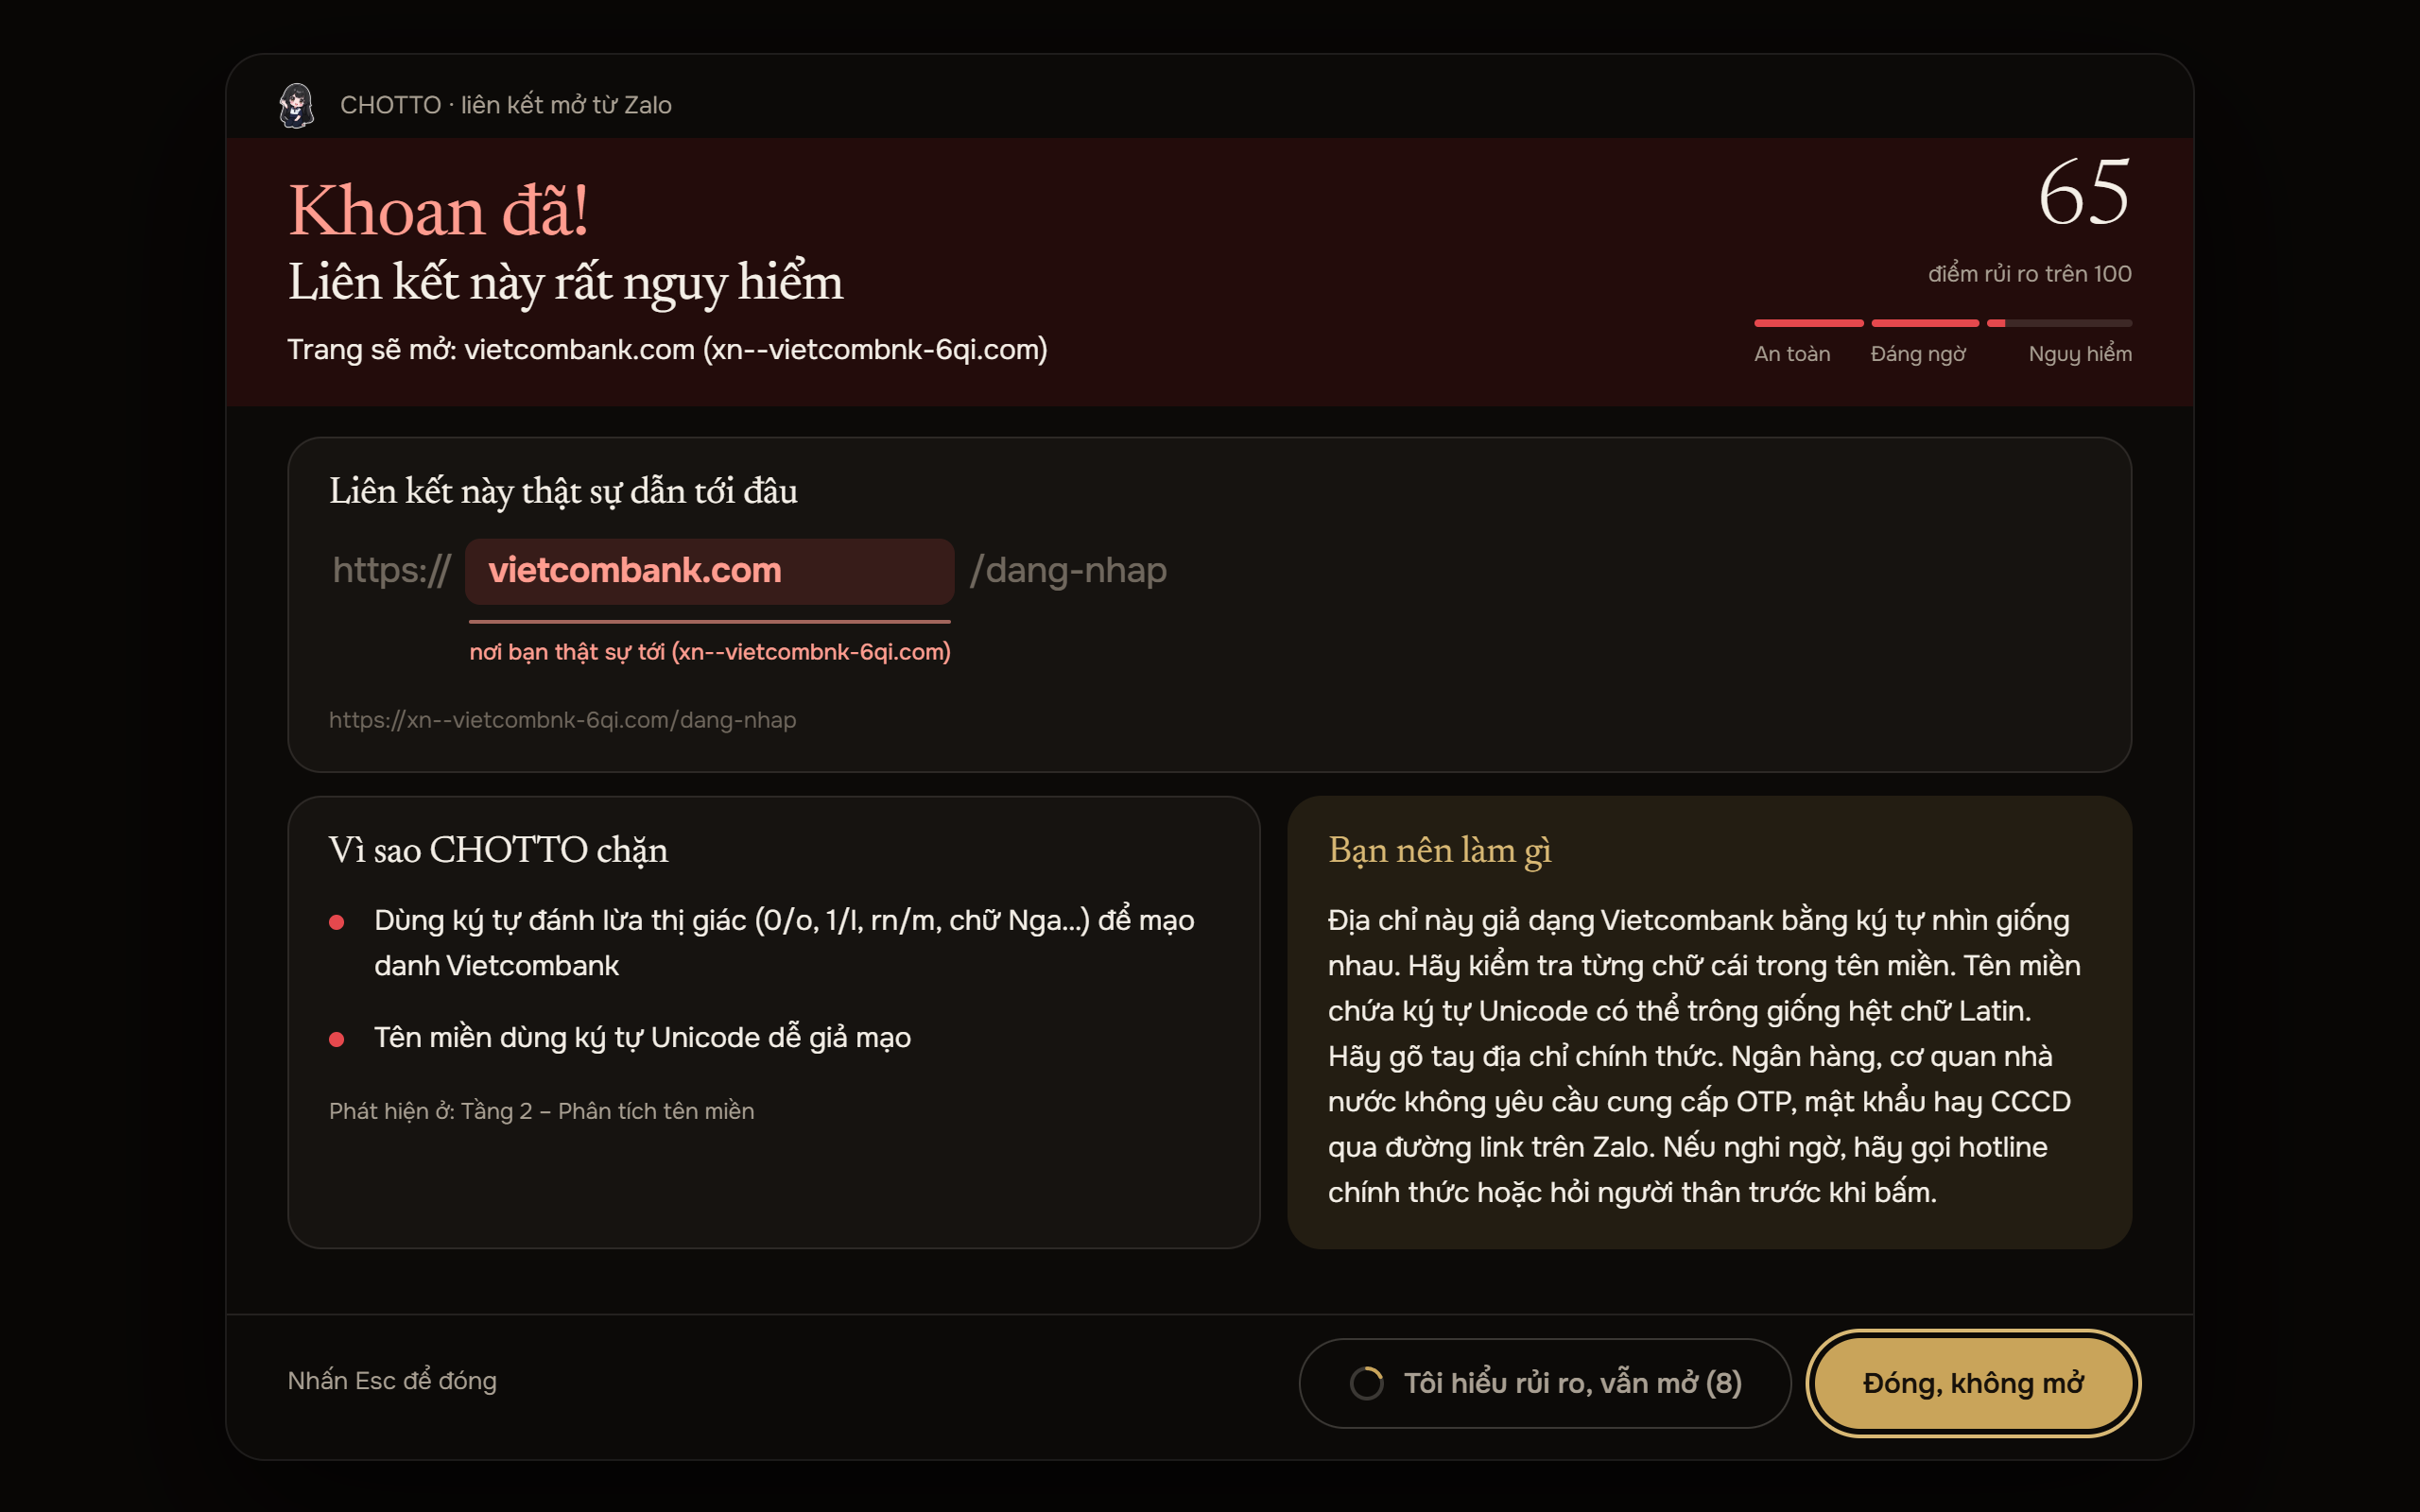 CHOTTO · liên kết mở từ Zalo
Khoan đã!
Liên kết này rất nguy hiểm
Trang sẽ mở: vietcombank.com (xn--vietcombnk-6qi.com)
65
điểm rủi ro trên 100
An toàn Đáng ngờ Nguy hiểm
Liên kết này thật sự dẫn tới đâu
https:// vietcombank.com /dang-nhap
nơi bạn thật sự tới (xn--vietcombnk-6qi.com)
https://xn--vietcombnk-6qi.com/dang-nhap
Vì sao CHOTTO chặn
Dùng ký tự đánh lừa thị giác (0/o, 1/l, rn/m, chữ Nga...) để mạo
danh Vietcombank
Tên miền dùng ký tự Unicode dễ giả mạo
Phát hiện ở: Tầng 2 – Phân tích tên miền
Bạn nên làm gì
Địa chỉ này giả dạng Vietcombank bằng ký tự nhìn giống
nhau. Hãy kiểm tra từng chữ cái trong tên miền. Tên miền
chứa ký tự Unicode có thể trông giống hệt chữ Latin.
Hãy gõ tay địa chỉ chính thức. Ngân hàng, cơ quan nhà
nước không yêu cầu cung cấp OTP, mật khẩu hay CCCD
qua đường link trên Zalo. Nếu nghi ngờ, hãy gọi hotline
chính thức hoặc hỏi người thân trước khi bấm.
Nhấn Esc để đóng
Tôi hiểu rủi ro, vẫn mở (8)
Đóng, không mở